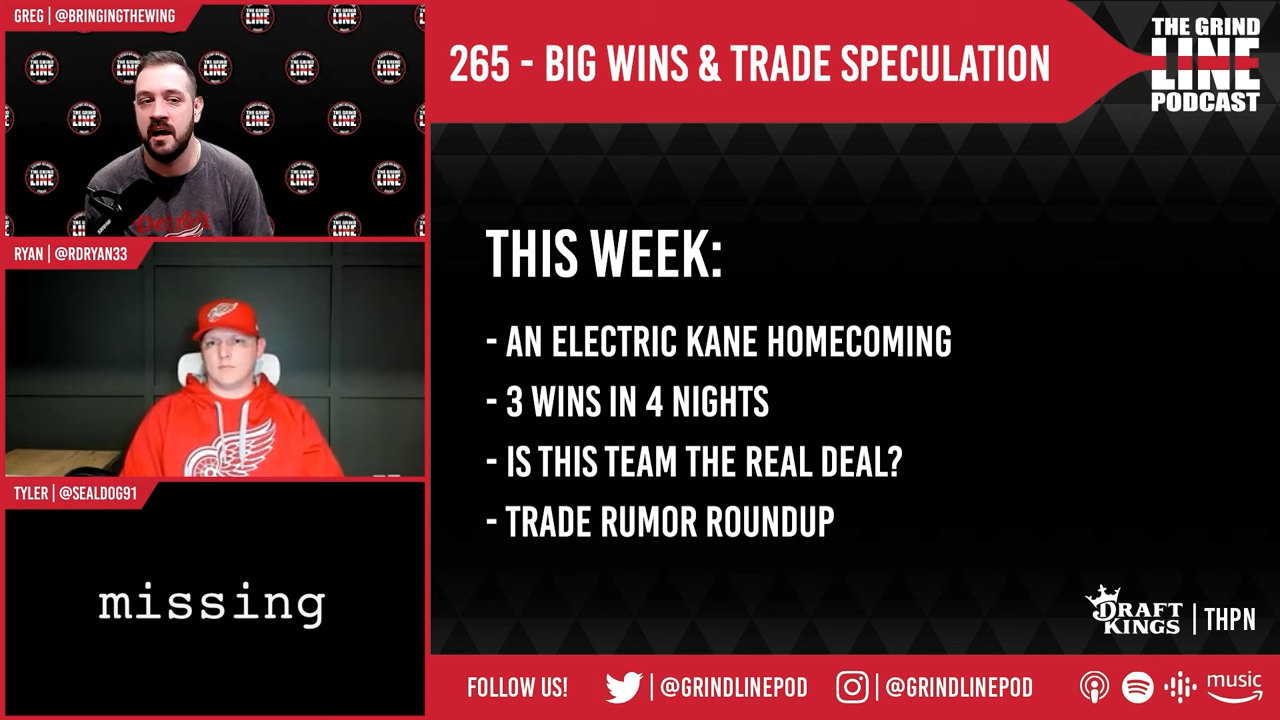 GREG | @BRINGINGTHEWING
265 - BIG WINS & TRADE SPECULATION
THE GRIND
LINE
PODCAST
THIS WEEK:
- AN ELECTRIC KANE HOMECOMING
- 3 WINS IN 4 NIGHTS
- IS THIS TEAM THE REAL DEAL?
- TRADE RUMOR ROUNDUP
Detroit
RYAN | @RDRYAN33
TYLER | @SEALDOG91
missing
DRAFT
KINGS
| THPN
FOLLOW US!
| @GRINDLINEPOD
| @GRINDLINEPOD
music